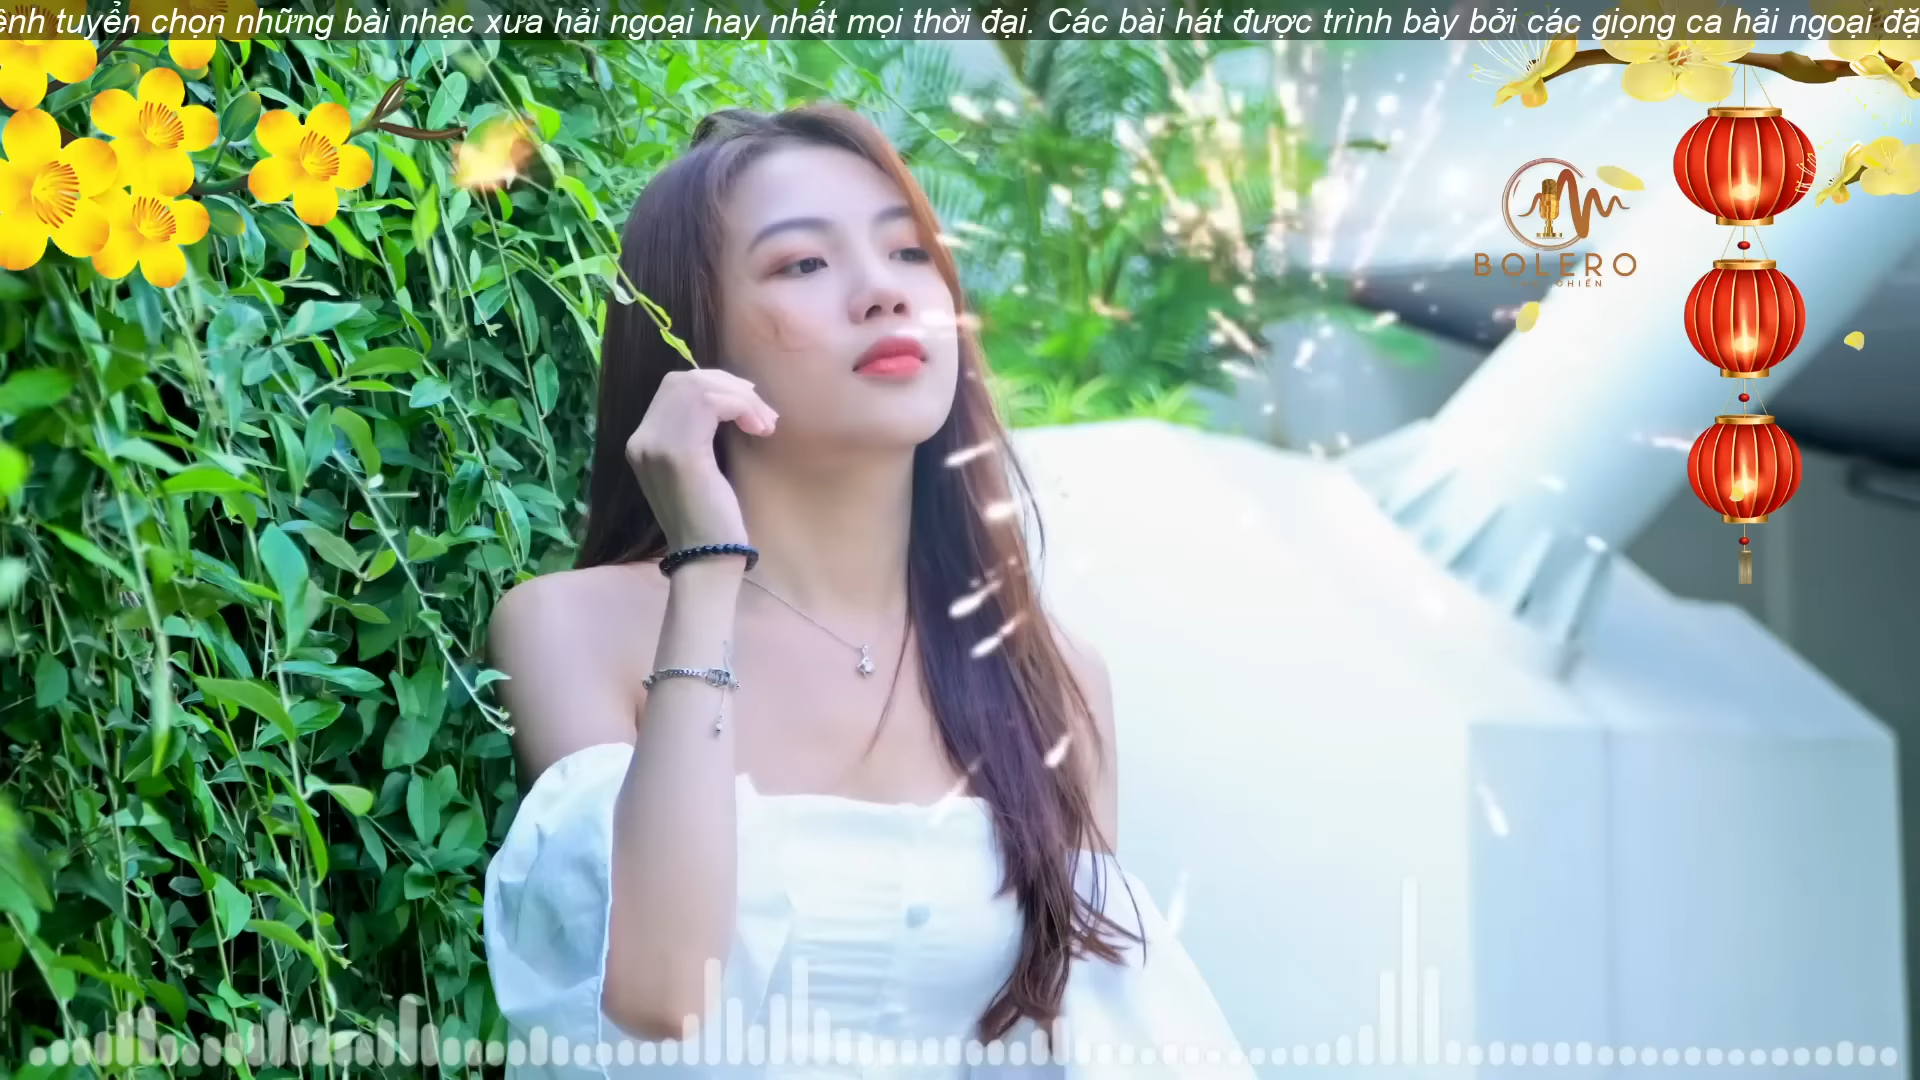 ênh tuyển chọn những bài nhạc xưa hải ngoại hay nhất mọi thời đại. Các bài hát được trình bày bởi các giọng ca hải ngoại đặ
BOLERO